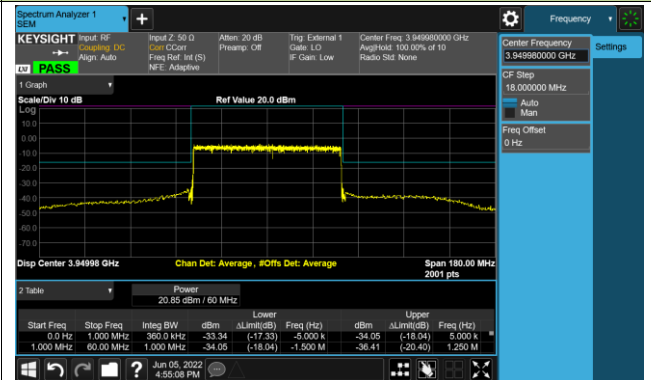 Spectrum Analyzer 1
SEM
+
Frequency
KEYSIGHT
Input: RF
Coupling: DC
Align: Auto
Input Z: 50 Ω
Corr CCorr
Freq Ref: Int (S)
NFE: Adaptive
Atten: 20 dB
Preamp: Off
Trig: External 1
Gate: LO
IF Gain: Low
Center Freq: 3.949980000 GHz
Avg|Hold: 100.00% of 10
Radio Std: None
LXI
PASS
Center Frequency
3.949980000 GHz
Settings
CF Step
18.000000 MHz
Auto
Man
Freq Offset
0 Hz
1 Graph
Scale/Div 10 dB
Ref Value 20.0 dBm
Log
10.0
0.00
-10.0
-20.0
-30.0
-40.0
-50.0
-60.0
-70.0
Disp Center 3.94998 GHz
Chan Det: Average, #Offs Det: Average
Span 180.00 MHz
2001 pts
2 Table
Power
20.85 dBm / 60 MHz
Lower Upper
Start Freq Stop Freq Integ BW dBm ΔLimit(dB) Freq (Hz) dBm ΔLimit(dB) Freq (Hz)
0.0 Hz 1.000 MHz 360.0 kHz -33.34 (-17.33) -5.000 k -34.05 (-18.04) 5.000 k
1.000 MHz 60.00 MHz 1.000 MHz -34.05 (-18.04) -1.500 M -36.41 (-20.40) 1.250 M
?
Jun 05, 2022
4:55:08 PM